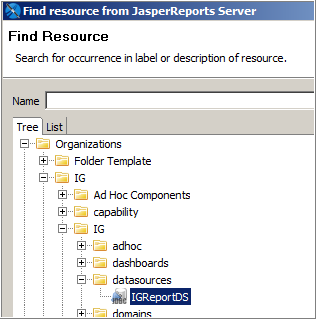 Find resource from JasperReports Server
Find Resource
Search for occurrence in label or description of resource.
Name
Tree List
Organizations
Folder Template
IG
Ad Hoc Components
capability
IG
adhoc
dashboards
datasources
IGReportDS
domains